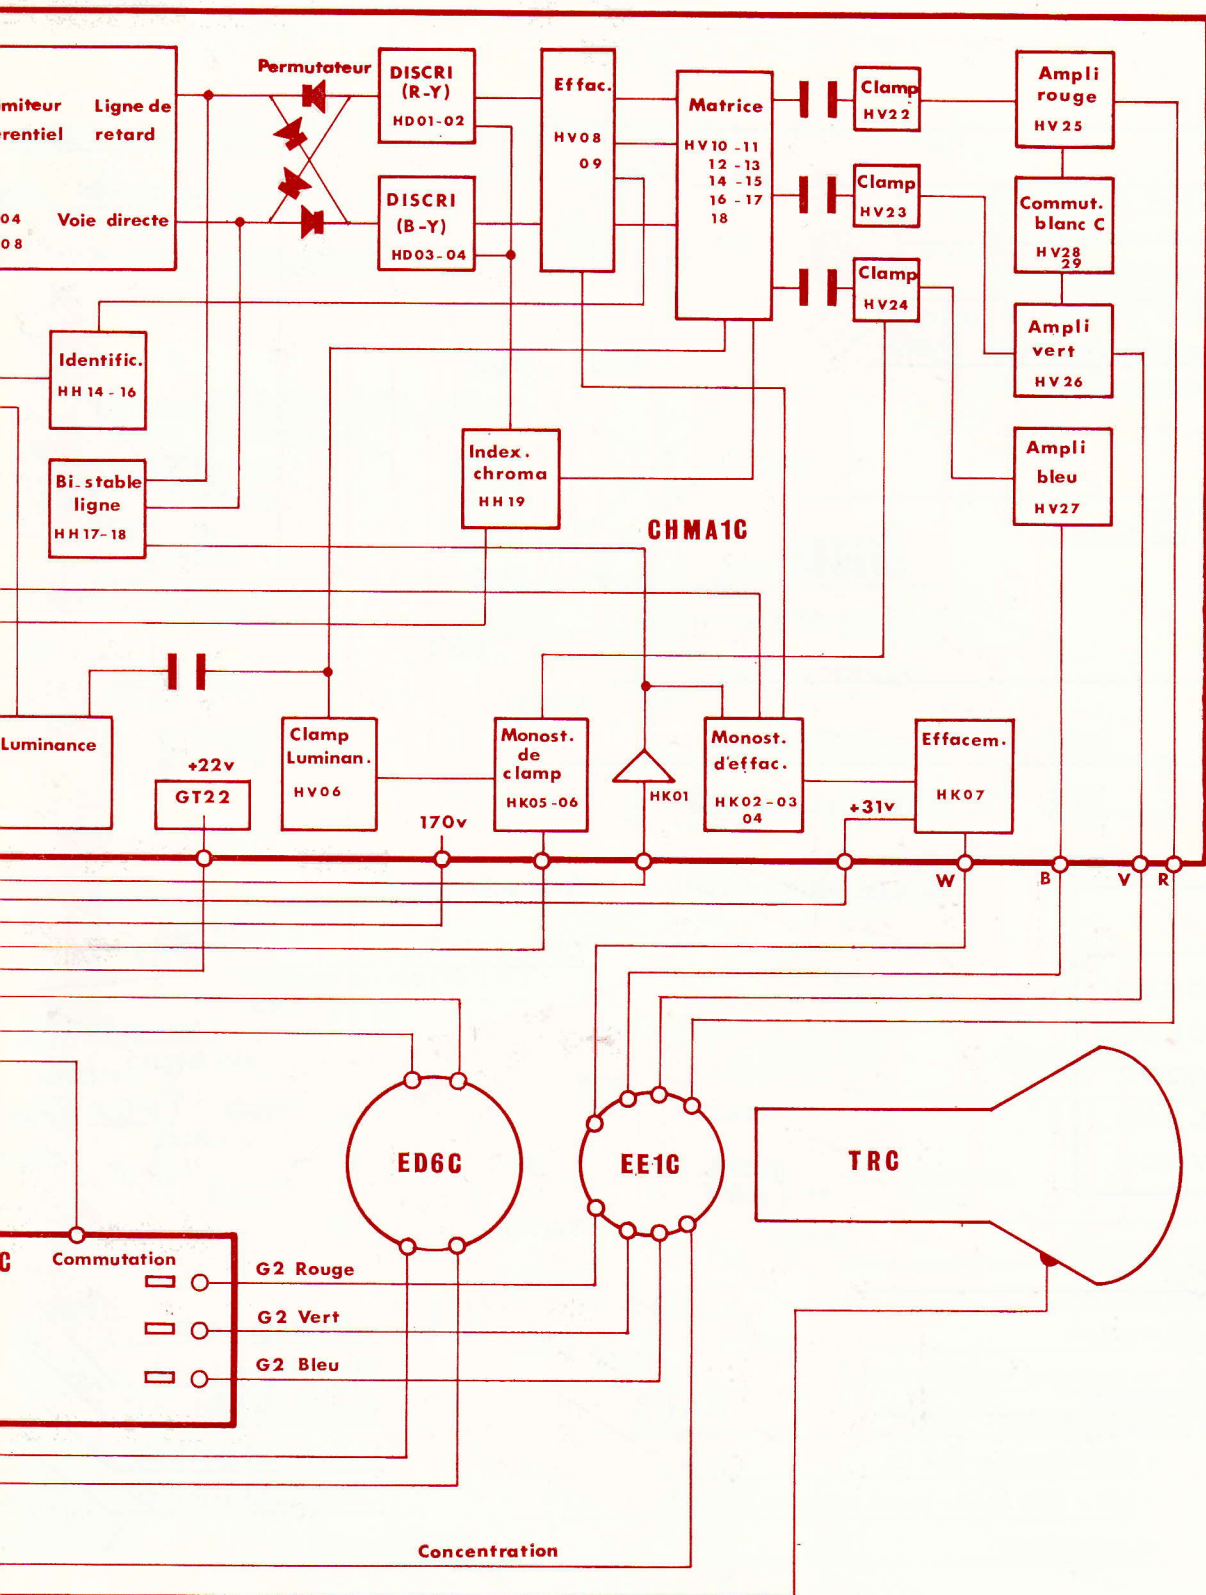 Permutateur
Ligne de
retard
04
08
Voie directe
DISCRI
(R-Y)
HD01-02
DISCRI
(B-Y)
HD03-04
Effac.
HV08
09
Matrice
HV10-11
12-13
14-15
16-17
18
Clamp
HV22
Clamp
HV23
Clamp
HV24
Ampli
rouge
HV25
Commut.
blanc C
HV28
29
Ampli
vert
HV26
Ampli
bleu
HV27
Identific.
HH14-16
Bi-stable
ligne
HH17-18
Index.
chroma
HH19
CHMA1C
Luminance
+22v
GT22
Clamp
Luminan.
HV06
170v
Monost.
de
clamp
HK05-06
HK01
Monost.
d'effac.
HK02-03
04
+31v
Effacem.
HK07
W
B
V
R
ED6C
EE1C
TRC
C
Commutation
G2 Rouge
G2 Vert
G2 Bleu
Concentration